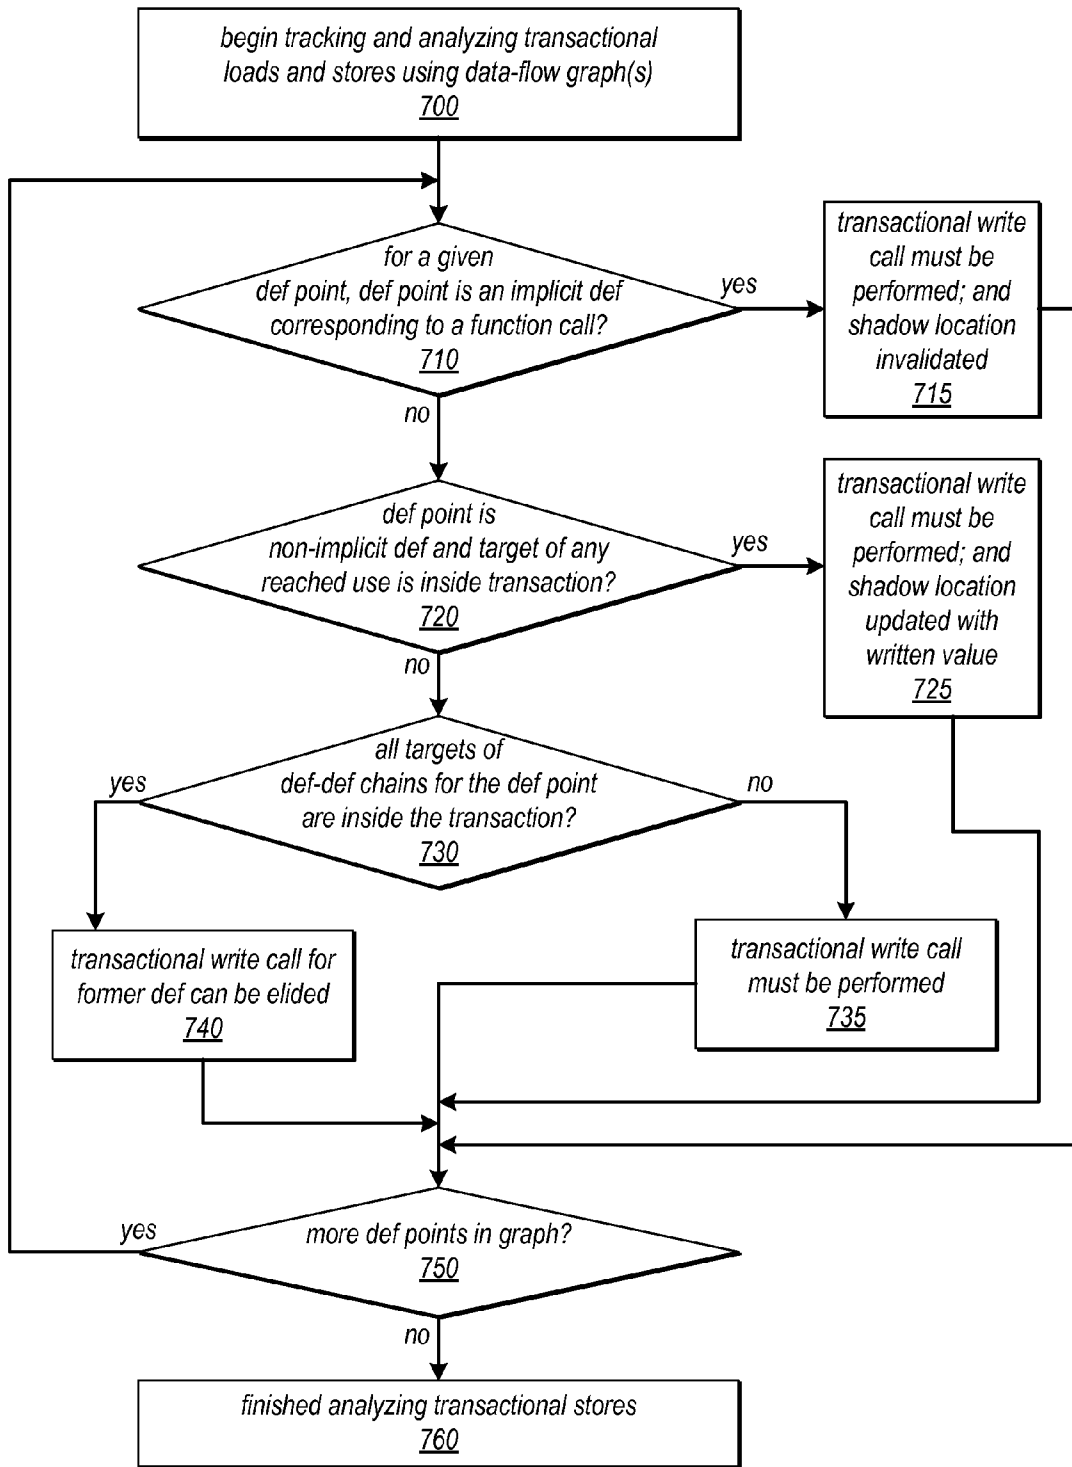 begin tracking and analyzing transactional
loads and stores using data-flow graph(s)
700
for a given
def point, def point is an implicit def
corresponding to a function call?
710
yes
transactional write
call must be
performed; and
shadow location
invalidated
715
no
def point is
non-implicit def and target of any
reached use is inside transaction?
720
yes
transactional write
call must be
performed; and
shadow location
updated with
written value
725
no
all targets of
def-def chains for the def point
are inside the transaction?
730
yes
no
transactional write call for
former def can be elided
740
transactional write call
must be performed
735
more def points in graph?
750
yes
no
finished analyzing transactional stores
760